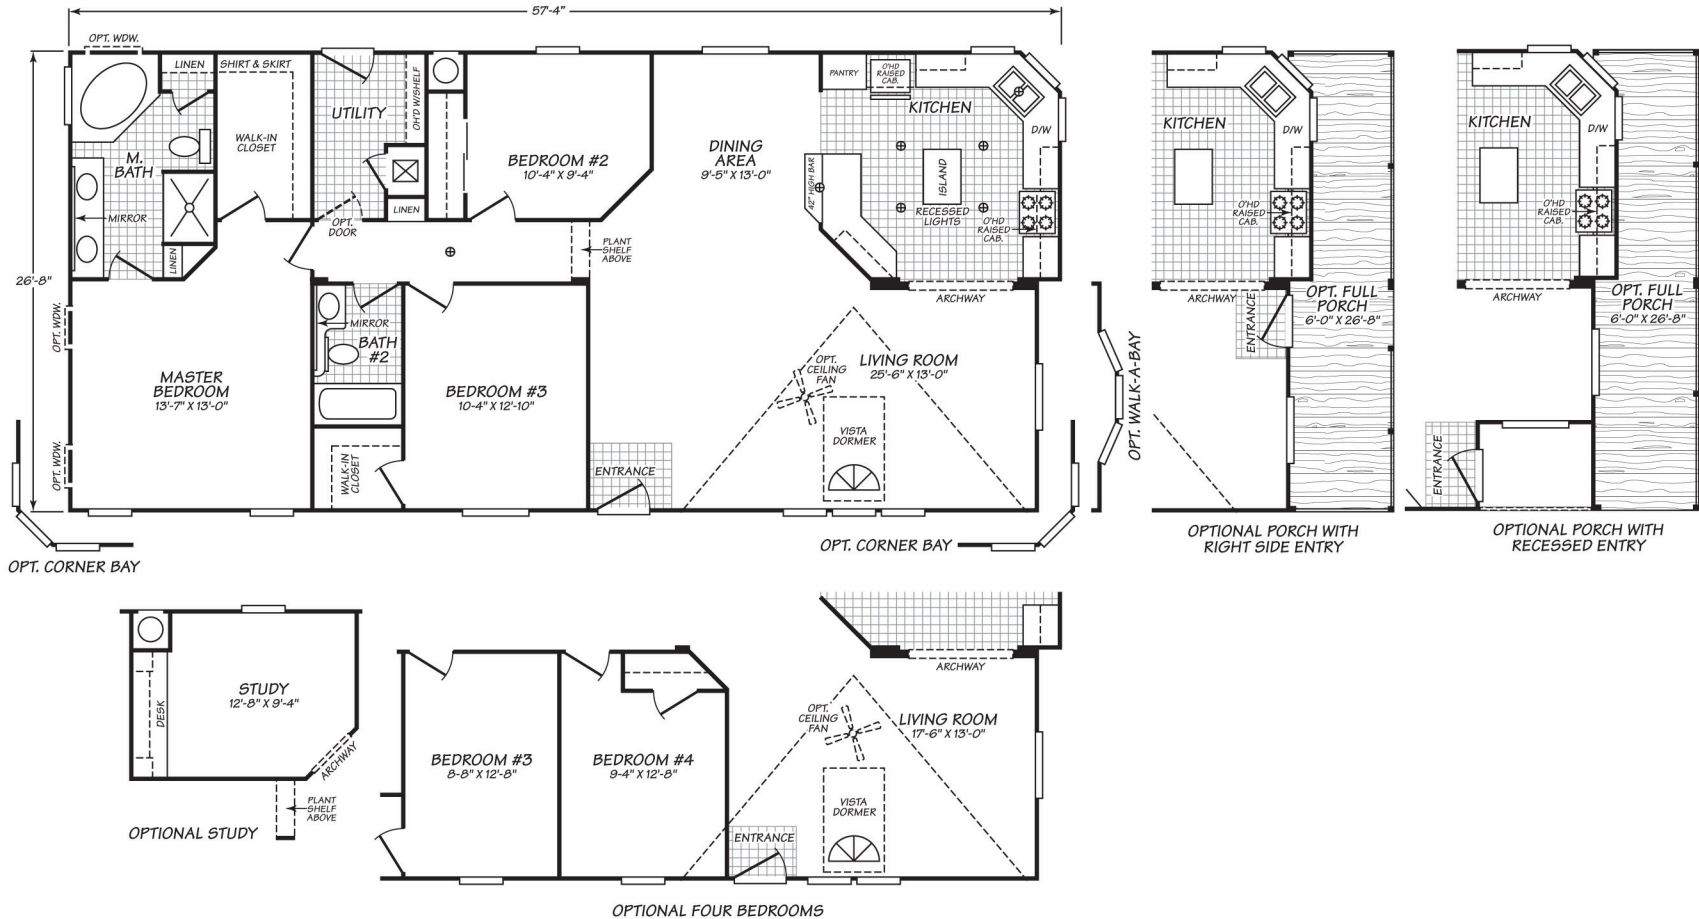 57'-4"
OPT. WDW.
26'-8"
LINEN
SHIRT & SKIRT
WALK-IN
CLOSET
M.
BATH
MIRROR
LINEN
UTILITY
OH'D W/SHELF
LINEN
OPT.
DOOR
BEDROOM #2
10'-4" X 9'-4"
PLANT
SHELF
ABOVE
DINING
AREA
9'-5" X 13'-0"
PANTRY
O'HD
RAISED
CAB.
KITCHEN
D/W
42" HIGH BAR
ISLAND
RECESSED
LIGHTS
O'HD
RAISED
CAB.
ARCHWAY
OPT. WDW.
OPT. WDW.
MASTER
BEDROOM
13'-7" X 13'-0"
MIRROR
BATH
#2
WALK-IN
CLOSET
BEDROOM #3
10'-4" X 12'-10"
ENTRANCE
OPT.
CEILING
FAN
LIVING ROOM
25'-6" X 13'-0"
VISTA
DORMER
OPT. WALK-A-BAY
OPT. CORNER BAY
OPT. CORNER BAY
KITCHEN
D/W
O'HD
RAISED
CAB.
ARCHWAY
ENTRANCE
OPT. FULL
PORCH
6'-0" X 26'-8"
OPTIONAL PORCH WITH
RIGHT SIDE ENTRY
KITCHEN
D/W
O'HD
RAISED
CAB.
ARCHWAY
OPT. FULL
PORCH
6'-0" X 26'-8"
ENTRANCE
OPTIONAL PORCH WITH
RECESSED ENTRY
STUDY
12'-8" X 9'-4"
DESK
ARCHWAY
PLANT
SHELF
ABOVE
OPTIONAL STUDY
BEDROOM #3
8-8" X 12'-8"
BEDROOM #4
9-4" X 12'-8"
ARCHWAY
OPT.
CEILING
FAN
LIVING ROOM
17'-6" X 13'-0"
VISTA
DORMER
ENTRANCE
OPTIONAL FOUR BEDROOMS